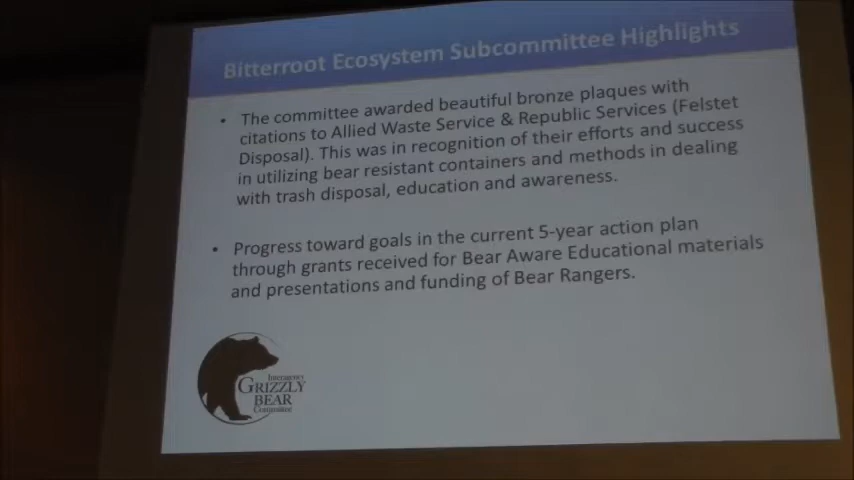 Bitterroot Ecosystem Subcommittee Highlights
• The committee awarded beautiful bronze plaques with
citations to Allied Waste Service & Republic Services (Felstet
Disposal). This was in recognition of their efforts and success
in utilizing bear resistant containers and methods in dealing
with trash disposal, education and awareness.
• Progress toward goals in the current 5-year action plan
through grants received for Bear Aware Educational materials
and presentations and funding of Bear Rangers.
Interagency
GRIZZLY
BEAR
Committee